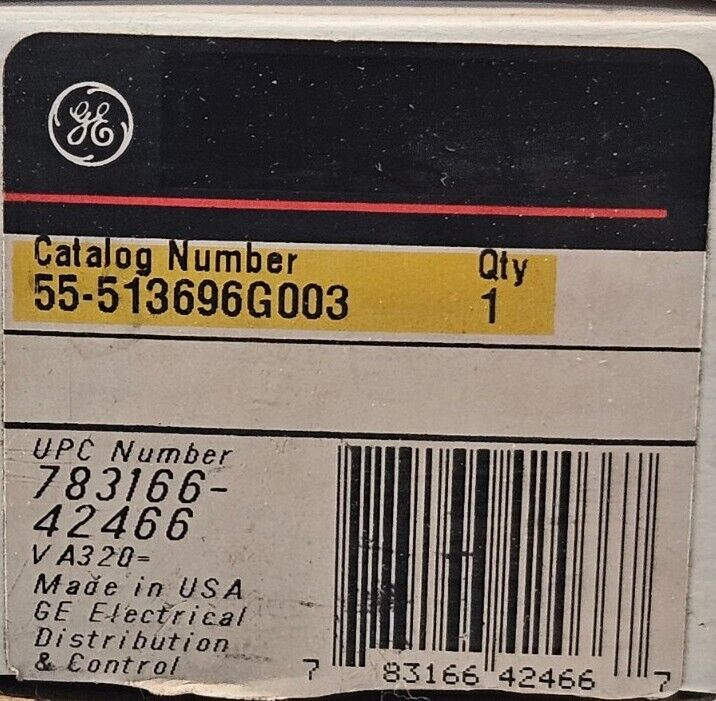 GE
Catalog Number Qty
55-513696G003 1
UPC Number
783166-
42466
VA320=
Made in USA
GE Electrical
Distribution
& Control
7 83166 42466 7